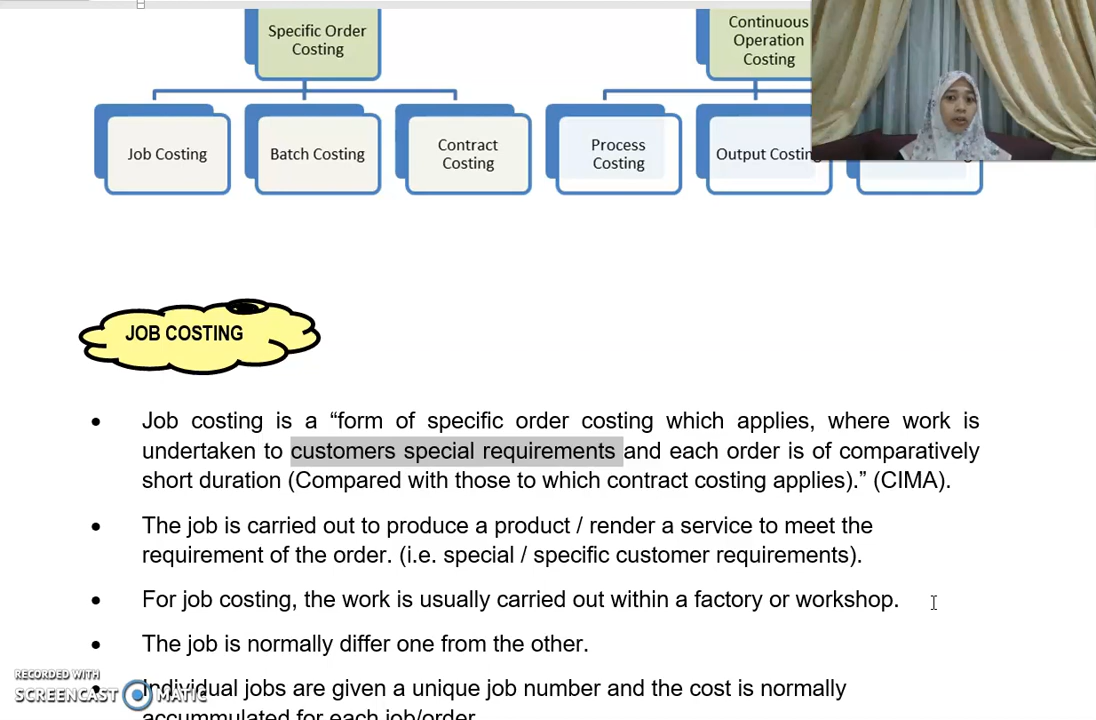 Specific Order
Costing
Continuous
Operation
Costing
Job Costing
Batch Costing
Contract
Costing
Process
Costing
Output Costing
JOB COSTING
• Job costing is a “form of specific order costing which applies, where work is
undertaken to customers special requirements and each order is of comparatively
short duration (Compared with those to which contract costing applies).” (CIMA).
• The job is carried out to produce a product / render a service to meet the
requirement of the order. (i.e. special / specific customer requirements).
• For job costing, the work is usually carried out within a factory or workshop.
• The job is normally differ one from the other.
• Individual jobs are given a unique job number and the cost is normally
accummulated for each job/order.
RECORDED WITH
SCREENCAST MATIC